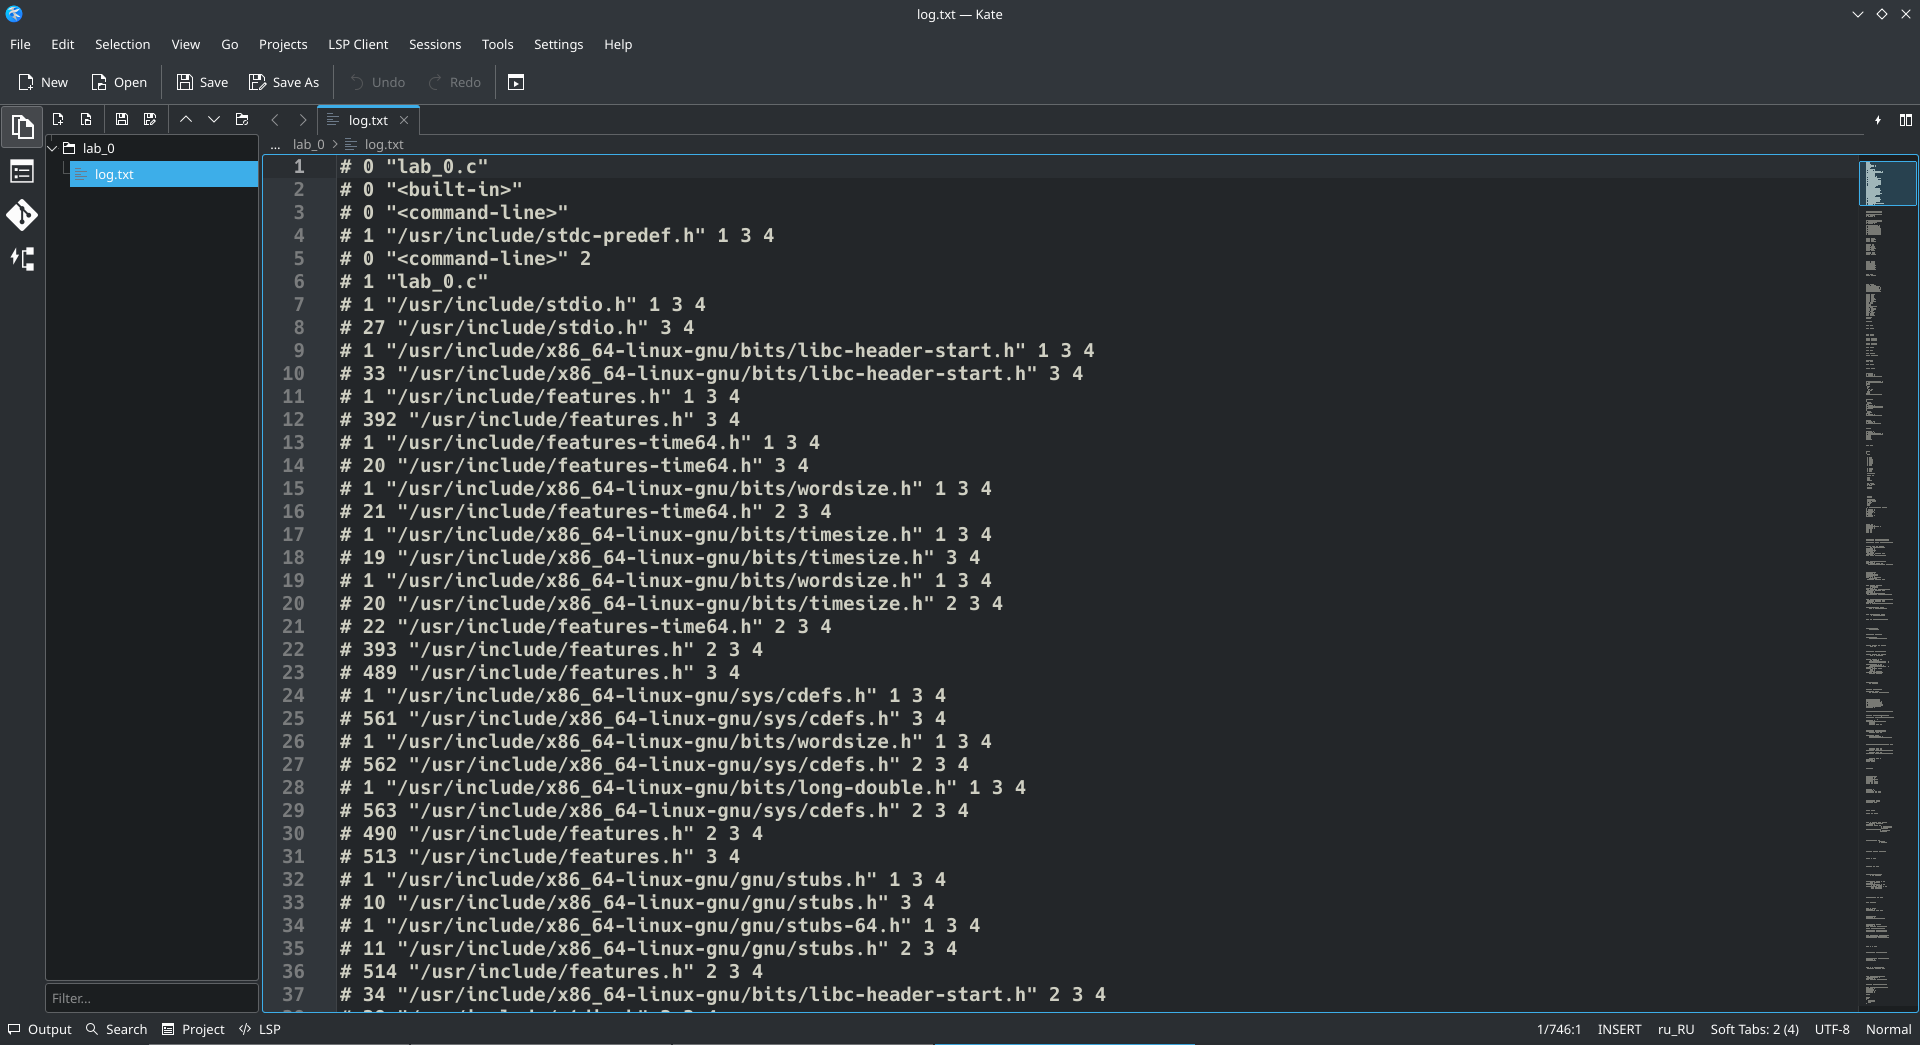 log.txt — Kate
File Edit Selection View Go Projects LSP Client Sessions Tools Settings Help
New Open Save Save As Undo Redo
log.txt
lab_0 log.txt
lab_0
log.txt
1 # 0 "lab_0.c"
2 # 0 "<built-in>"
3 # 0 "<command-line>"
4 # 1 "/usr/include/stdc-predef.h" 1 3 4
5 # 0 "<command-line>" 2
6 # 1 "lab_0.c"
7 # 1 "/usr/include/stdio.h" 1 3 4
8 # 27 "/usr/include/stdio.h" 3 4
9 # 1 "/usr/include/x86_64-linux-gnu/bits/libc-header-start.h" 1 3 4
10 # 33 "/usr/include/x86_64-linux-gnu/bits/libc-header-start.h" 3 4
11 # 1 "/usr/include/features.h" 1 3 4
12 # 392 "/usr/include/features.h" 3 4
13 # 1 "/usr/include/features-time64.h" 1 3 4
14 # 20 "/usr/include/features-time64.h" 3 4
15 # 1 "/usr/include/x86_64-linux-gnu/bits/wordsize.h" 1 3 4
16 # 21 "/usr/include/features-time64.h" 2 3 4
17 # 1 "/usr/include/x86_64-linux-gnu/bits/timesize.h" 1 3 4
18 # 19 "/usr/include/x86_64-linux-gnu/bits/timesize.h" 3 4
19 # 1 "/usr/include/x86_64-linux-gnu/bits/wordsize.h" 1 3 4
20 # 20 "/usr/include/x86_64-linux-gnu/bits/timesize.h" 2 3 4
21 # 22 "/usr/include/features-time64.h" 2 3 4
22 # 393 "/usr/include/features.h" 2 3 4
23 # 489 "/usr/include/features.h" 3 4
24 # 1 "/usr/include/x86_64-linux-gnu/sys/cdefs.h" 1 3 4
25 # 561 "/usr/include/x86_64-linux-gnu/sys/cdefs.h" 3 4
26 # 1 "/usr/include/x86_64-linux-gnu/bits/wordsize.h" 1 3 4
27 # 562 "/usr/include/x86_64-linux-gnu/sys/cdefs.h" 2 3 4
28 # 1 "/usr/include/x86_64-linux-gnu/bits/long-double.h" 1 3 4
29 # 563 "/usr/include/x86_64-linux-gnu/sys/cdefs.h" 2 3 4
30 # 490 "/usr/include/features.h" 2 3 4
31 # 513 "/usr/include/features.h" 3 4
32 # 1 "/usr/include/x86_64-linux-gnu/gnu/stubs.h" 1 3 4
33 # 10 "/usr/include/x86_64-linux-gnu/gnu/stubs.h" 3 4
34 # 1 "/usr/include/x86_64-linux-gnu/gnu/stubs-64.h" 1 3 4
35 # 11 "/usr/include/x86_64-linux-gnu/gnu/stubs.h" 2 3 4
36 # 514 "/usr/include/features.h" 2 3 4
37 # 34 "/usr/include/x86_64-linux-gnu/bits/libc-header-start.h" 2 3 4
Filter...
Output Search Project LSP 1/746:1 INSERT ru_RU Soft Tabs: 2 (4) UTF-8 Normal